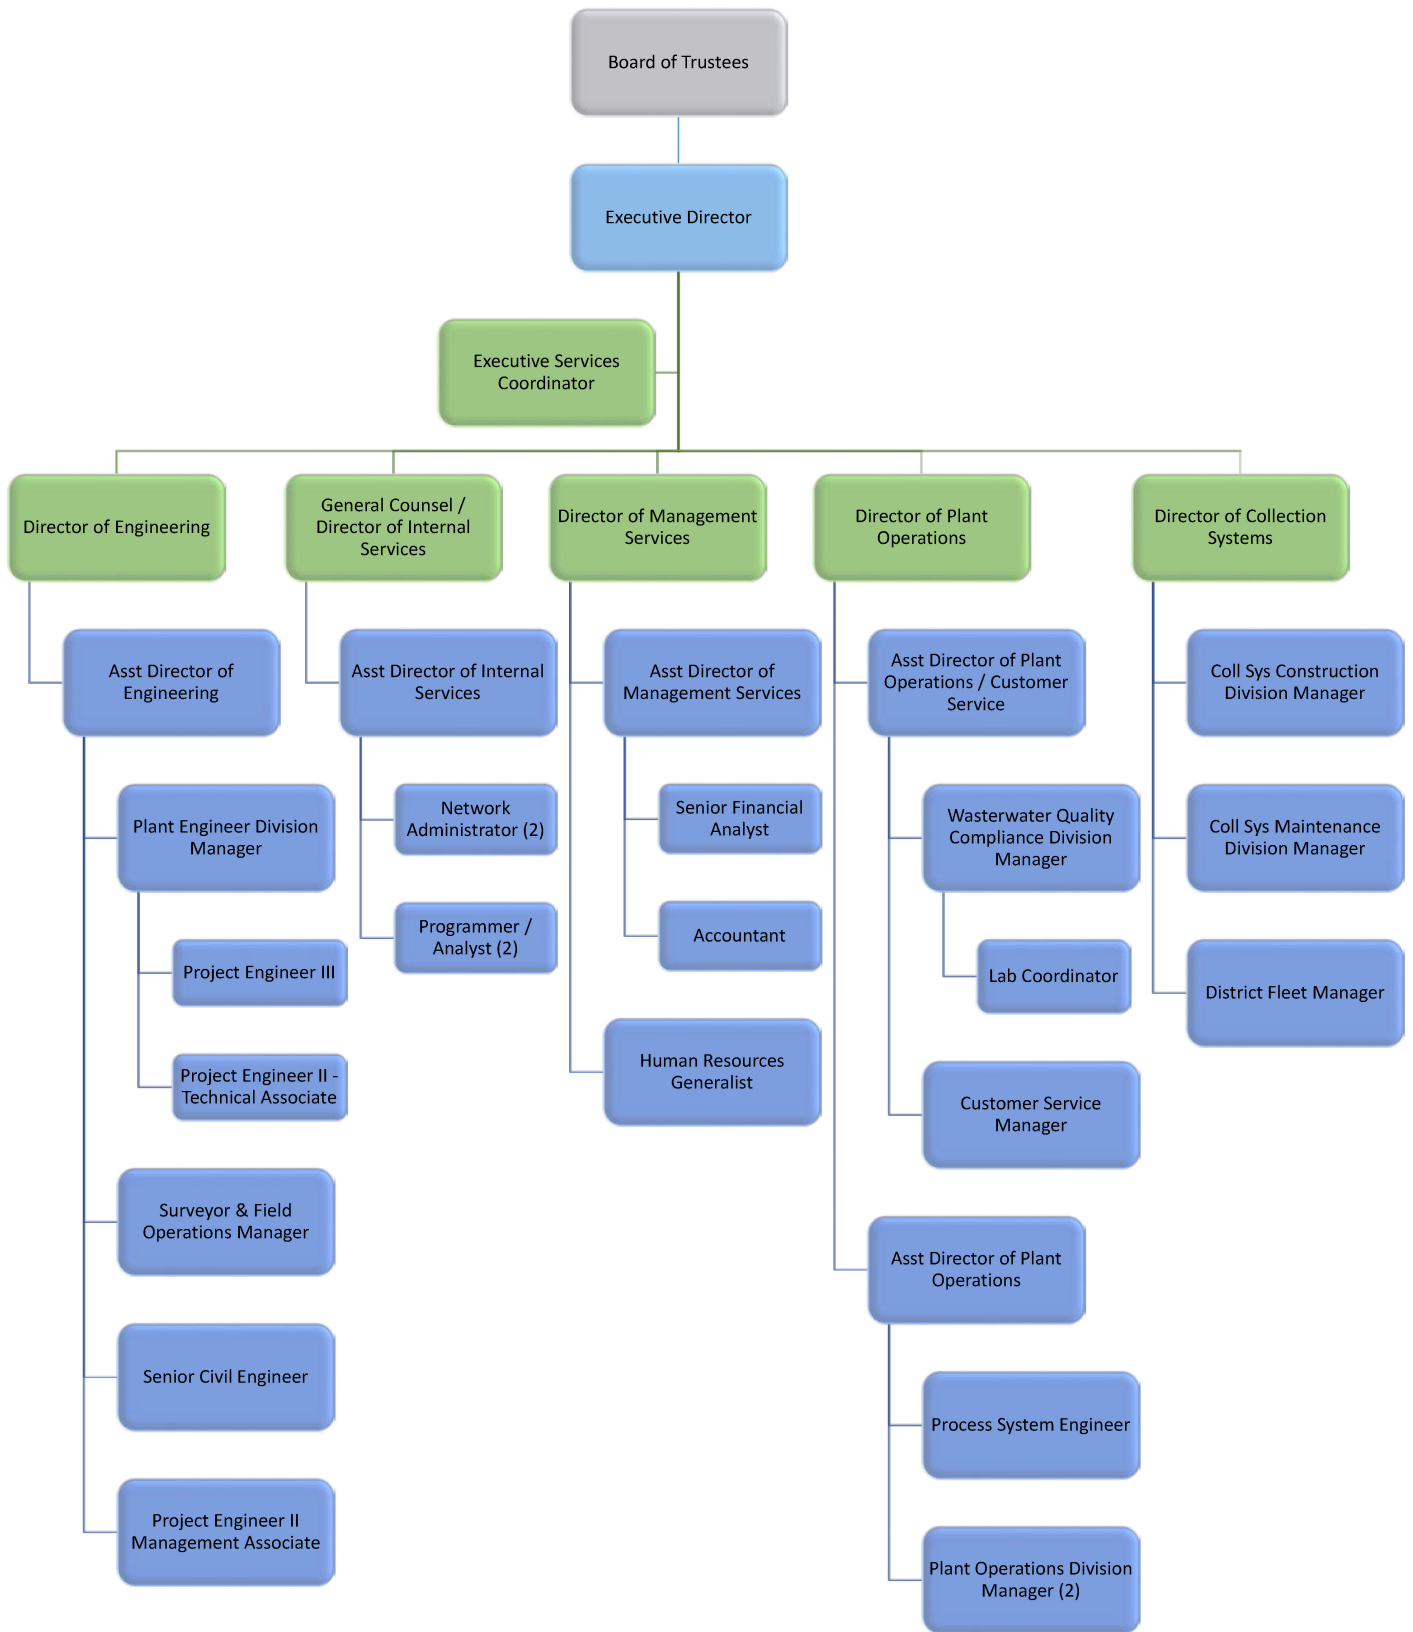 Board of Trustees
Executive Director
Executive Services
Coordinator
Director of Engineering
General Counsel /
Director of Internal
Services
Director of Management
Services
Director of Plant
Operations
Director of Collection
Systems
Asst Director of
Engineering
Plant Engineer Division
Manager
Project Engineer III
Project Engineer II -
Technical Associate
Surveyor & Field
Operations Manager
Senior Civil Engineer
Project Engineer II
Management Associate
Asst Director of Internal
Services
Network
Administrator (2)
Programmer /
Analyst (2)
Asst Director of
Management Services
Senior Financial
Analyst
Accountant
Human Resources
Generalist
Asst Director of Plant
Operations / Customer
Service
Wasterwater Quality
Compliance Division
Manager
Lab Coordinator
Customer Service
Manager
Asst Director of Plant
Operations
Process System Engineer
Plant Operations Division
Manager (2)
Coll Sys Construction
Division Manager
Coll Sys Maintenance
Division Manager
District Fleet Manager